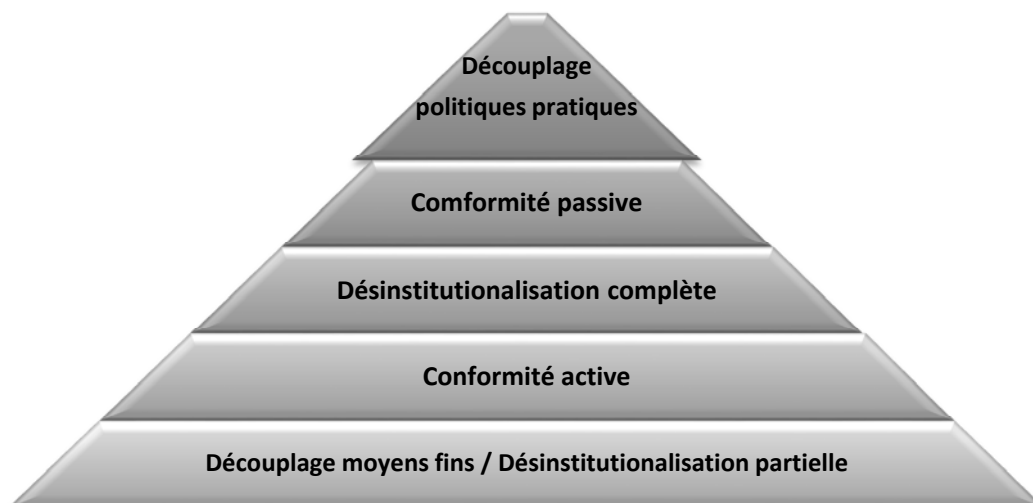 Découplage
politiques pratiques
Comformité passive
Désinstitutionalisation complète
Conformité active
Découplage moyens fins / Désinstitutionalisation partielle